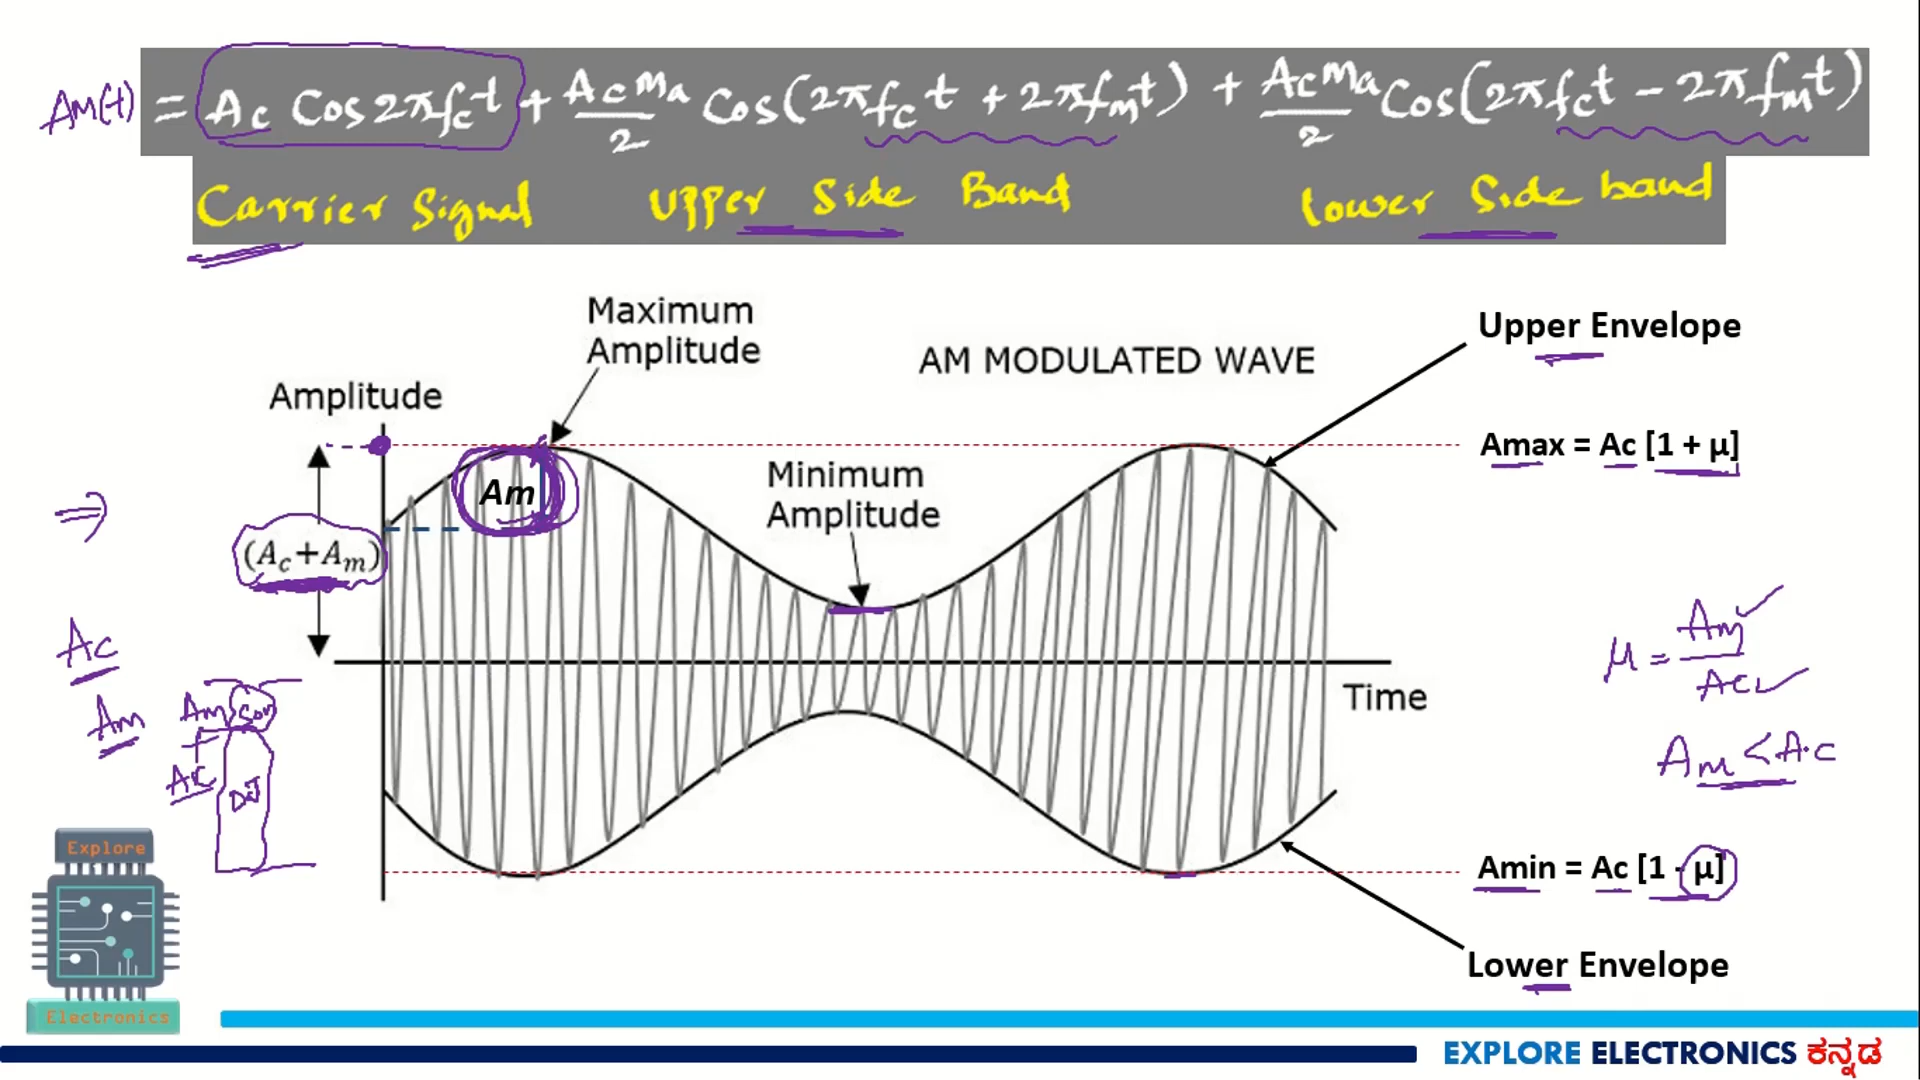 Am(t) = Ac Cos2πfct + Acma/2 Cos(2πfct + 2πfmt) + Acma/2 Cos(2πfct - 2πfmt)
Carrier Signal Upper Side Band Lower Side band
Maximum
Amplitude
AM MODULATED WAVE
Upper Envelope
Amplitude
Amax = Ac [1 + μ]
Am
Minimum
Amplitude
⇒
(Ac+Am)
μ = Am/Ac
Ac
Time
Am
Am
Am < Ac
+
Ac
Amin = Ac [1 - μ]
Explore
Lower Envelope
Electronics
EXPLORE ELECTRONICS ಕನ್ನಡ